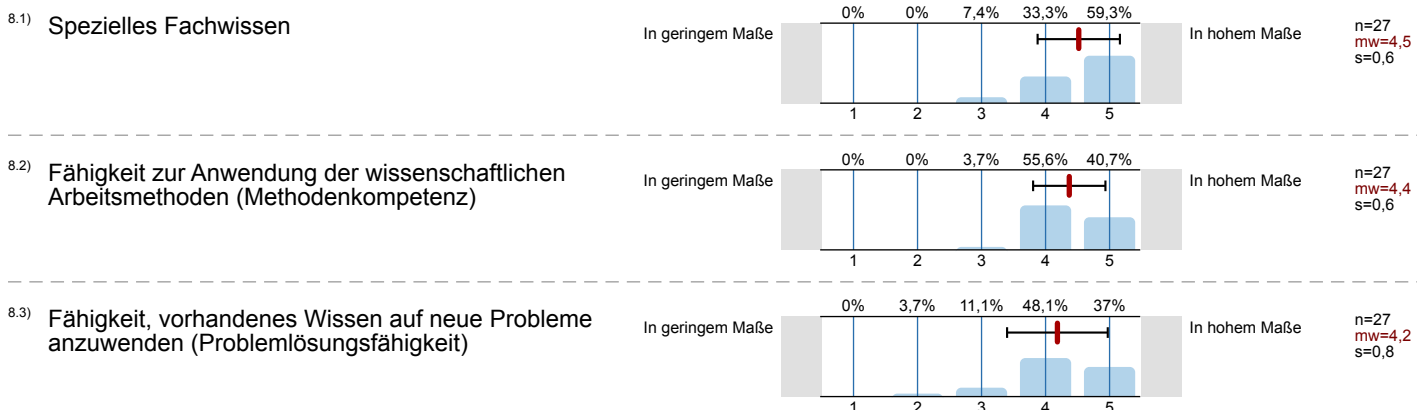 8.1) Spezielles Fachwissen
In geringem Maße
0% 0% 7,4% 33,3% 59,3%
1 2 3 4 5
In hohem Maße
n=27
mw=4,5
s=0,6
8.2) Fähigkeit zur Anwendung der wissenschaftlichen
Arbeitsmethoden (Methodenkompetenz)
In geringem Maße
0% 0% 3,7% 55,6% 40,7%
1 2 3 4 5
In hohem Maße
n=27
mw=4,4
s=0,6
8.3) Fähigkeit, vorhandenes Wissen auf neue Probleme
anzuwenden (Problemlösungsfähigkeit)
In geringem Maße
0% 3,7% 11,1% 48,1% 37%
1 2 3 4 5
In hohem Maße
n=27
mw=4,2
s=0,8